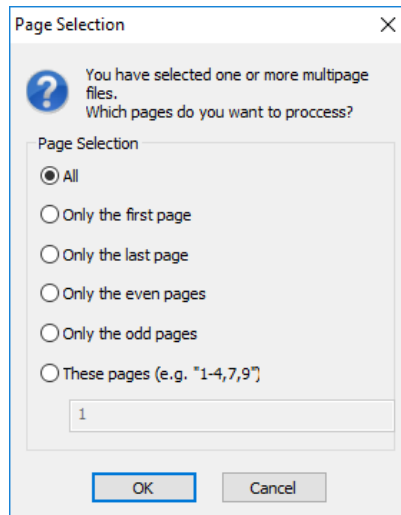 Page Selection
You have selected one or more multipage
files.
Which pages do you want to proccess?
Page Selection
All
Only the first page
Only the last page
Only the even pages
Only the odd pages
These pages (e.g. "1-4,7,9")
1
OK Cancel